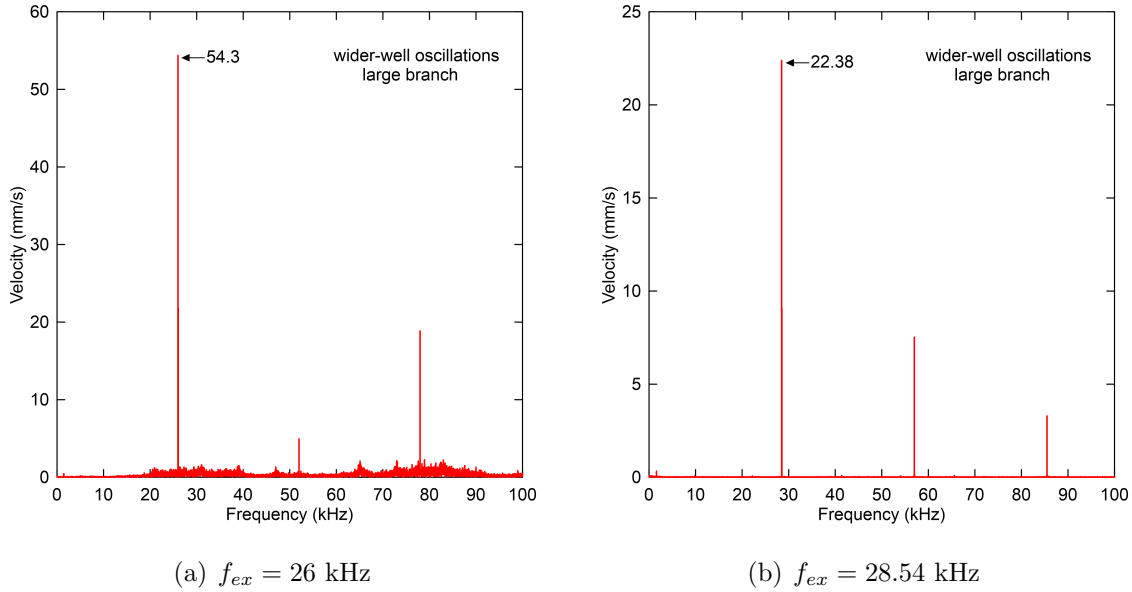 60
50
40
30
20
10
0
Velocity (mm/s)
54.3
wider-well oscillations
large branch
0 10 20 30 40 50 60 70 80 90 100
Frequency (kHz)
(a) f_{ex} = 26 kHz
25
20
15
10
5
0
Velocity (mm/s)
22.38
wider-well oscillations
large branch
0 10 20 30 40 50 60 70 80 90 100
Frequency (kHz)
(b) f_{ex} = 28.54 kHz